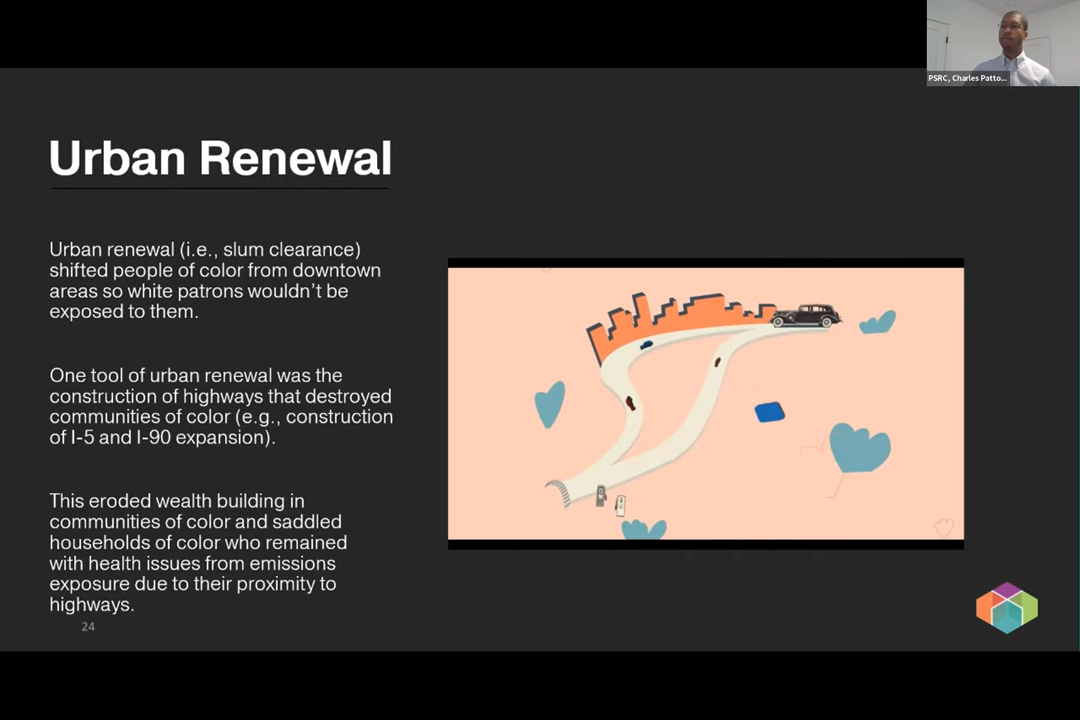 PSRC, Charles Patto...
Urban Renewal
Urban renewal (i.e., slum clearance)
shifted people of color from downtown
areas so white patrons wouldn't be
exposed to them.
One tool of urban renewal was the
construction of highways that destroyed
communities of color (e.g., construction
of I-5 and I-90 expansion).
This eroded wealth building in
communities of color and saddled
households of color who remained
with health issues from emissions
exposure due to their proximity to
highways.
24